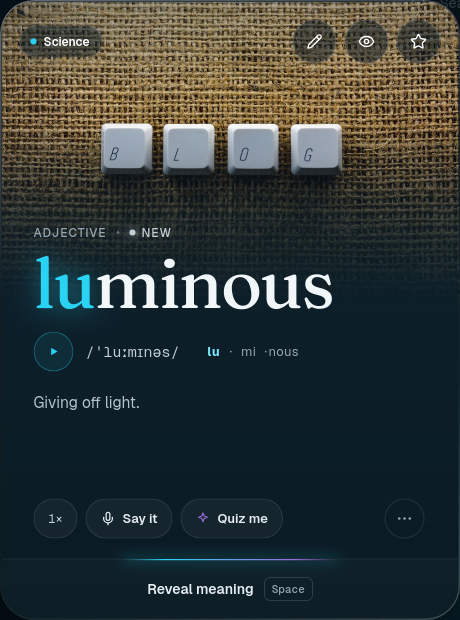 Science
B L O G
ADJECTIVE · NEW
luminous
/ˈluːmɪnəs/ lu · mi ·nous
Giving off light.
1× Say it Quiz me
Reveal meaning Space